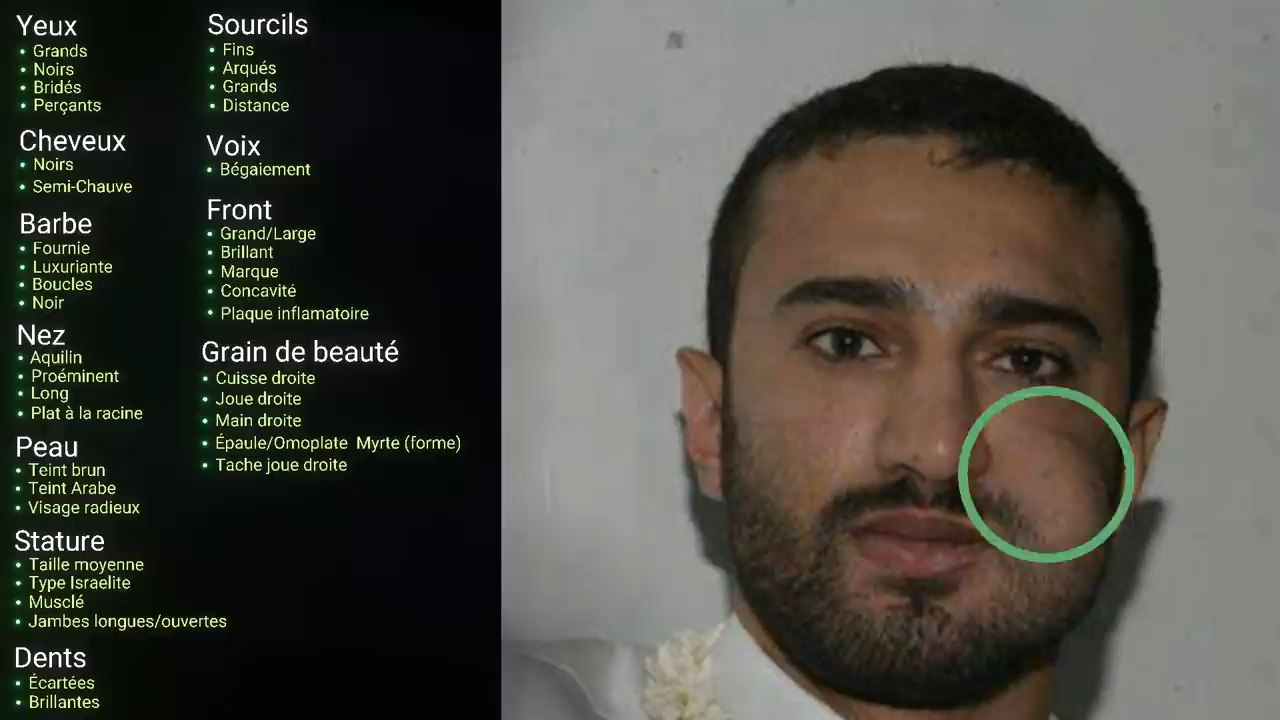 Yeux
• Grands
• Noirs
• Bridés
• Perçants
Cheveux
• Noirs
• Semi-Chauve
Barbe
• Fournie
• Luxuriante
• Boucles
• Noir
Nez
• Aquilin
• Proéminent
• Long
• Plat à la racine
Peau
• Teint brun
• Teint Arabe
• Visage radieux
Stature
• Taille moyenne
• Type Israelite
• Musclé
• Jambes longues/ouvertes
Dents
• Écartées
• Brillantes
Sourcils
• Fins
• Arqués
• Grands
• Distance
Voix
• Bégaiement
Front
• Grand/Large
• Brillant
• Marque
• Concavité
• Plaque inflamatoire
Grain de beauté
• Cuisse droite
• Joue droite
• Main droite
• Épaule/Omoplate Myrte (forme)
• Tache joue droite